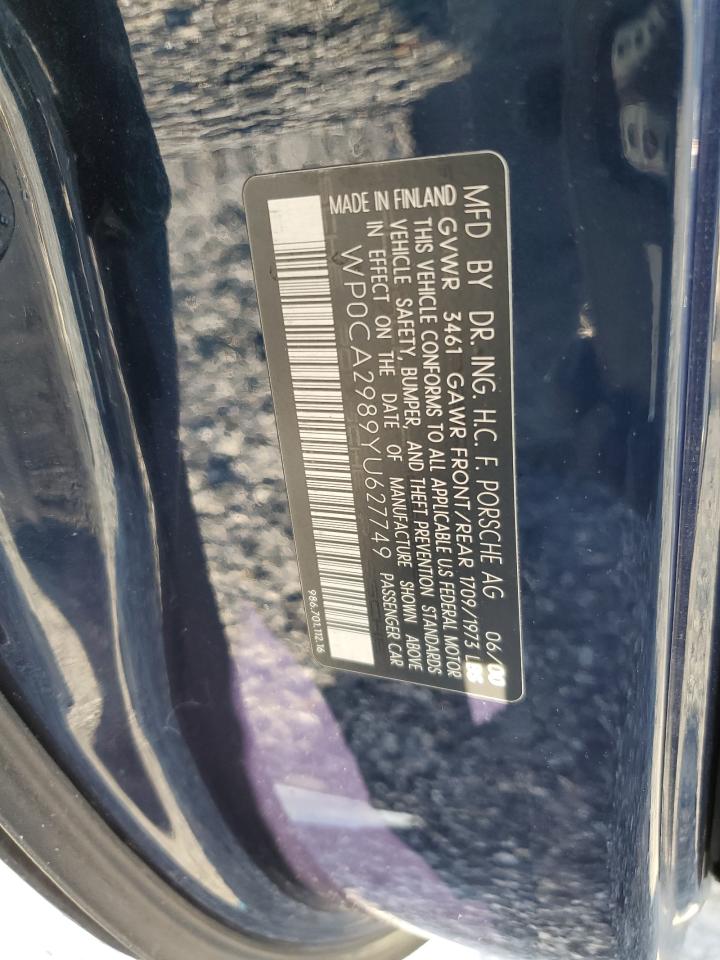 MFD BY DR. ING. H.C. F. PORSCHE AG 06/00
GVWR 3461 GAWR FRONT/REAR 1709/1973 LBS
THIS VEHICLE CONFORMS TO ALL APPLICABLE US FEDERAL MOTOR
VEHICLE SAFETY, BUMPER, AND THEFT PREVENTION STANDARDS
IN EFFECT ON THE DATE OF MANUFACTURE SHOWN ABOVE
MADE IN FINLAND
WP0CA2989YU627749 PASSENGER CAR
986.701.112.16